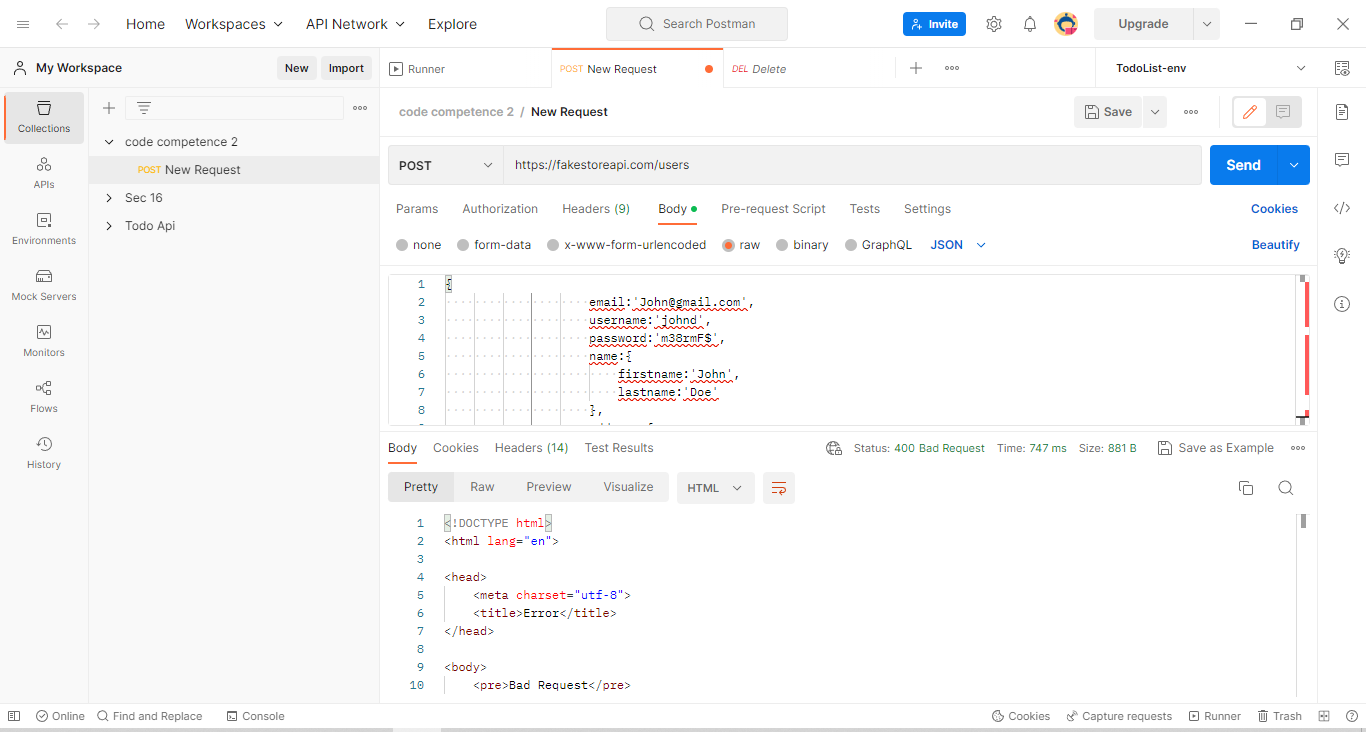 Home Workspaces API Network Explore Search Postman Invite Upgrade
My Workspace New Import Runner POST New Request DEL Delete TodoList-env
Collections
APIs
Environments
Mock Servers
Monitors
Flows
History
code competence 2
POST New Request
Sec 16
Todo Api
code competence 2 / New Request Save
POST https://fakestoreapi.com/users Send
Params Authorization Headers (9) Body Pre-request Script Tests Settings Cookies
none form-data x-www-form-urlencoded raw binary GraphQL JSON Beautify
1 {
2 email:'John@gmail.com',
3 username:'johnd',
4 password:'m38rmF$',
5 name:{
6 firstname:'John',
7 lastname:'Doe'
8 },
Body Cookies Headers (14) Test Results Status: 400 Bad Request Time: 747 ms Size: 881 B Save as Example
Pretty Raw Preview Visualize HTML
1 <!DOCTYPE html>
2 <html lang="en">
3
4 <head>
5 <meta charset="utf-8">
6 <title>Error</title>
7 </head>
8
9 <body>
10 <pre>Bad Request</pre>
Online Find and Replace Console Cookies Capture requests Runner Trash